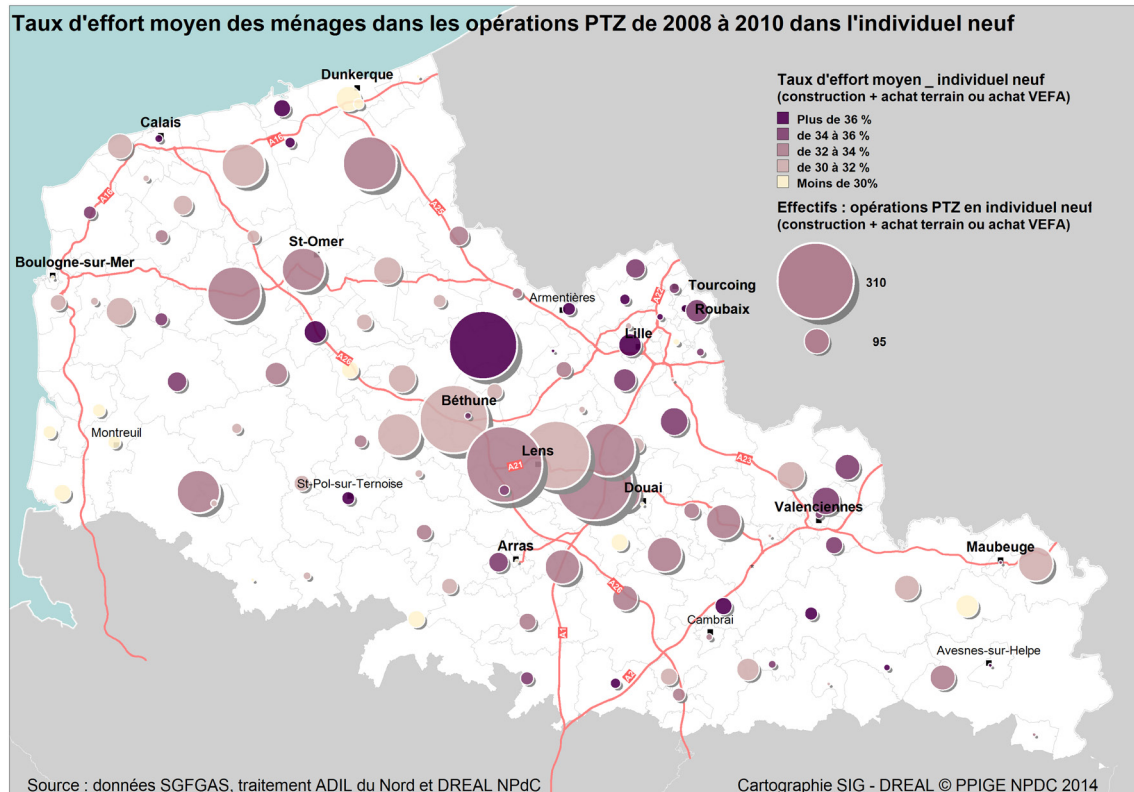 Taux d'effort moyen des ménages dans les opérations PTZ de 2008 à 2010 dans l'individuel neuf
Dunkerque
Taux d'effort moyen _ individuel neuf
(construction + achat terrain ou achat VEFA)
Plus de 36 %
de 34 à 36 %
de 32 à 34 %
de 30 à 32 %
Moins de 30%
Effectifs : opérations PTZ en individuel neuf
(construction + achat terrain ou achat VEFA)
310
95
Calais
A16
A16
A25
St-Omer
Boulogne-sur-Mer
Armentières
A22
Tourcoing
Roubaix
Lille
A26
Béthune
Montreuil
Lens
A21
A23
St-Pol-sur-Ternoise
Douai
Valenciennes
Arras
Maubeuge
A26
A1
Cambrai
Avesnes-sur-Helpe
A2
Source : données SGFGAS, traitement ADIL du Nord et DREAL NPdC
Cartographie SIG - DREAL © PPIGE NPDC 2014